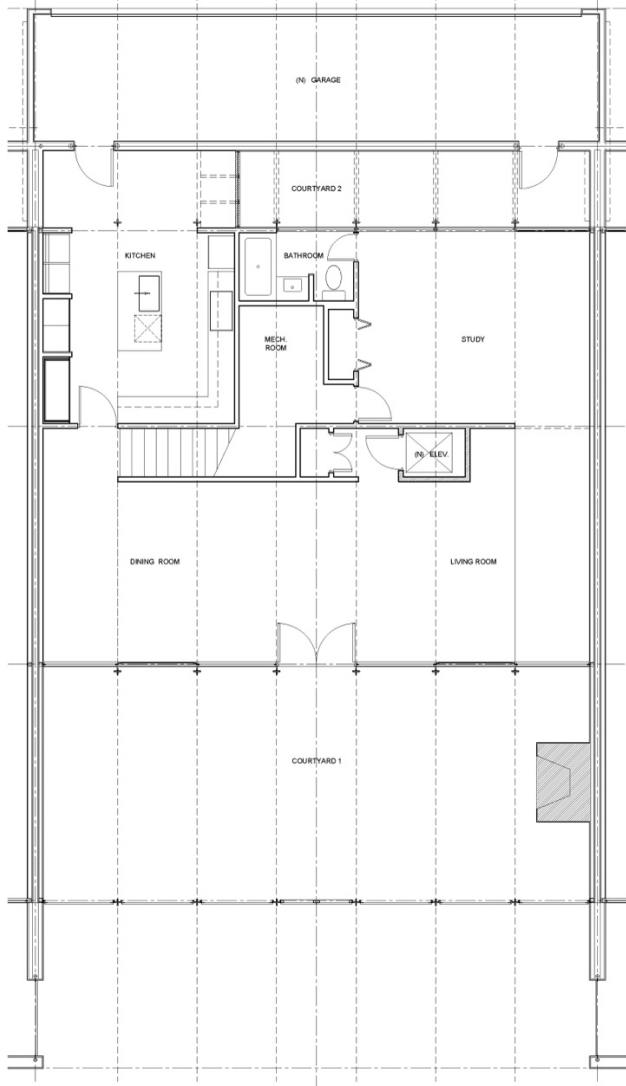 (N) GARAGE
COURTYARD 2
KITCHEN
BATHROOM
MECH.
ROOM
STUDY
(N) ELEV.
DINING ROOM
LIVING ROOM
COURTYARD 1